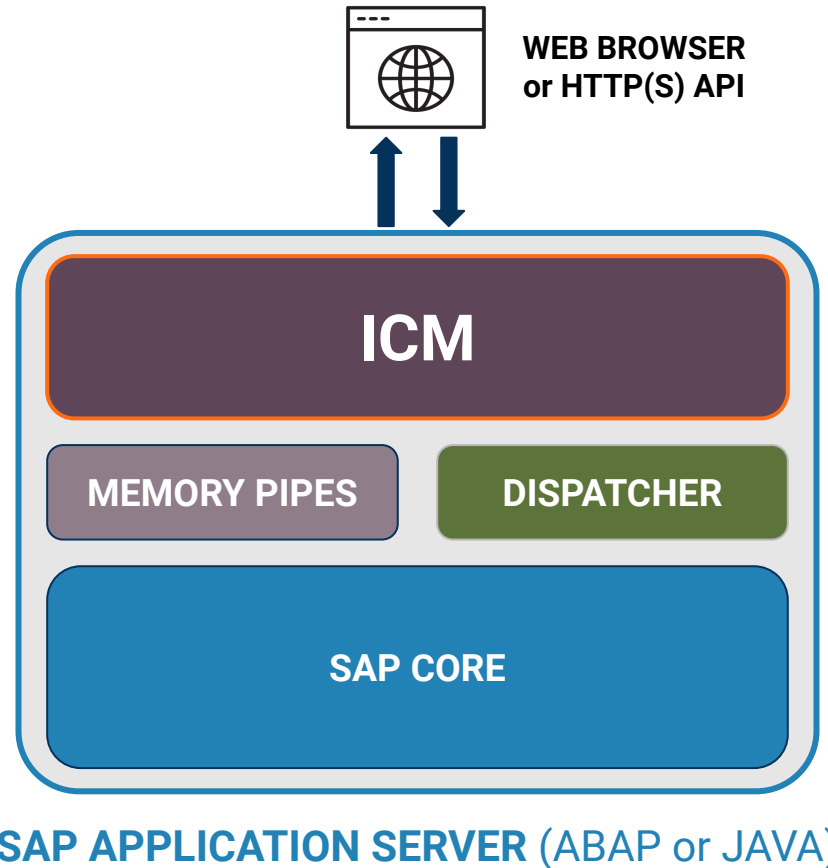 WEB BROWSER
or HTTP(S) API
ICM
MEMORY PIPES
DISPATCHER
SAP CORE
SAP APPLICATION SERVER (ABAP or JAVA)